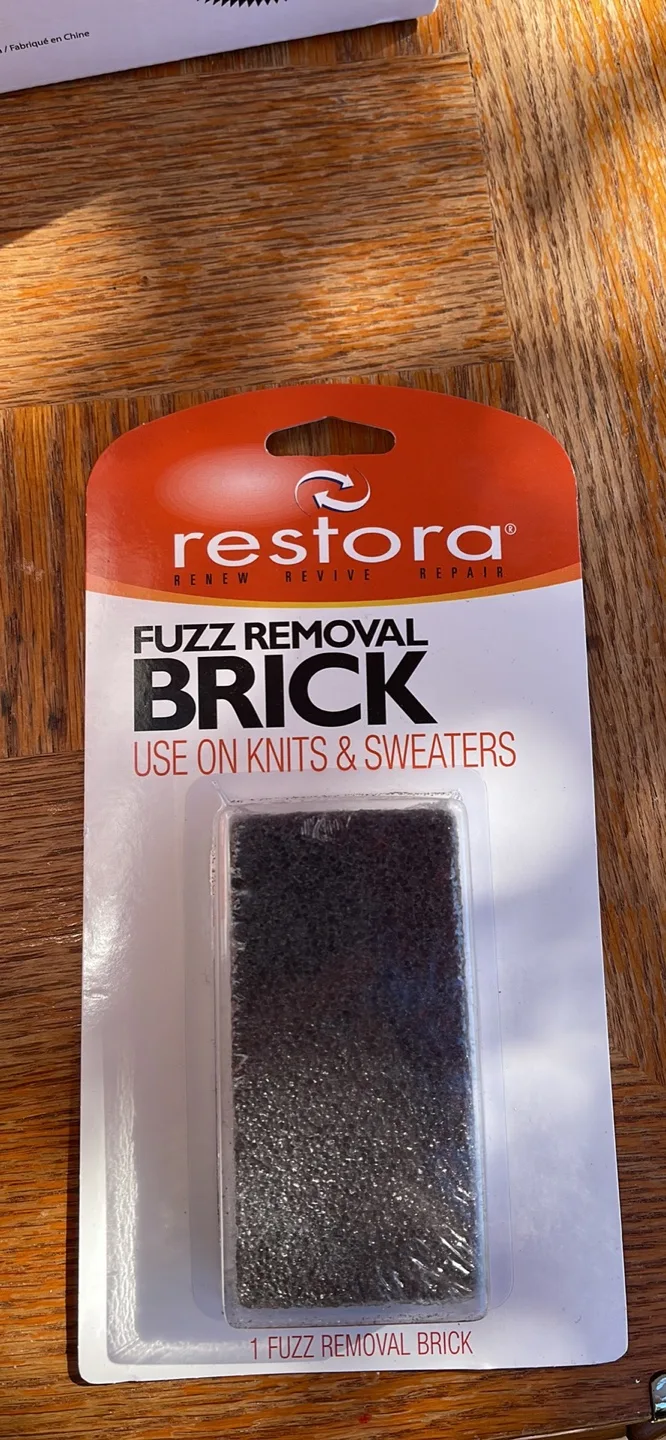 / Fabriqué en Chine
restora®
RENEW REVIVE REPAIR
FUZZ REMOVAL
BRICK
USE ON KNITS & SWEATERS
1 FUZZ REMOVAL BRICK